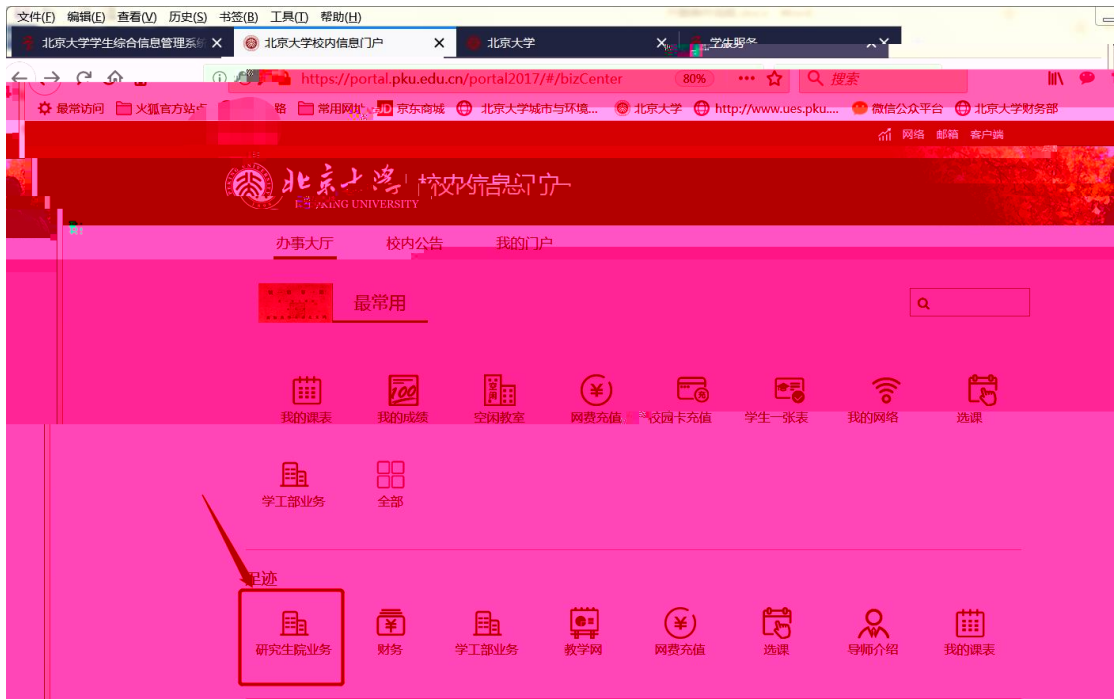 文件(F) 编辑(E) 查看(V) 历史(S) 书签(B) 工具(T) 帮助(H)
北京大学学生综合信息管理系统 北京大学校内信息门户 北京大学
https://portal.pku.edu.cn/portal2017/#/bizCenter 80% 搜索
最常访问 火狐官方站点 常用网址 JD 京东商城 北京大学城市与环境... 北京大学 http://www.ues.pku.... 微信公众平台 北京大学财务部
网络 邮箱 客户端
北京大学 校内信息门户
UNIVERSITY
办事大厅 校内公告 我的门户
最常用
我的课表 我的成绩 空闲教室 网费充值 校园卡充值 学生一张表 我的网络 选课
学工部业务 全部
足迹
研究生院业务 财务 学工部业务 教学网 网费充值 选课 导师介绍 我的课表